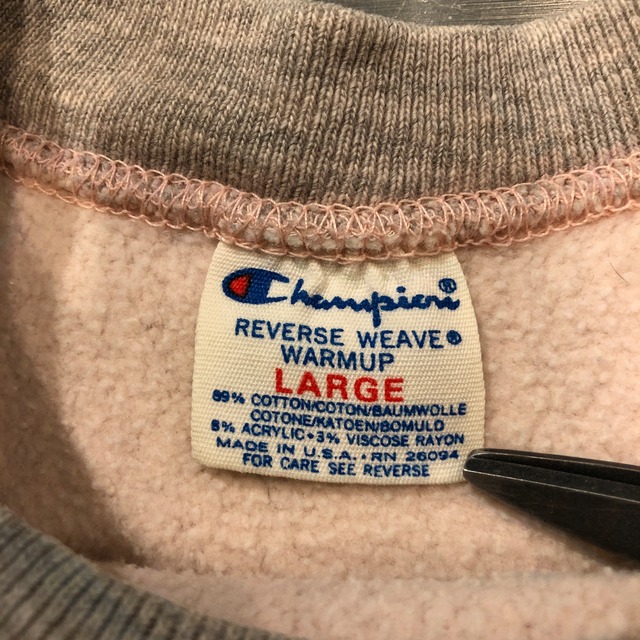 Champion®
REVERSE WEAVE®
WARMUP
LARGE
89% COTTON/COTON/BAUMWOLLE
COTONE/KATOEN/BOMULD
8% ACRYLIC • 3% VISCOSE RAYON
MADE IN U.S.A. • RN 26094
FOR CARE SEE REVERSE